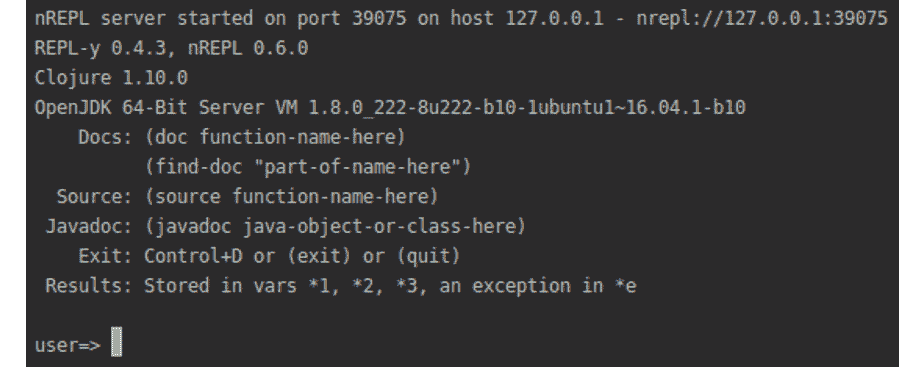 nREPL server started on port 39075 on host 127.0.0.1 - nrepl://127.0.0.1:39075
REPL-y 0.4.3, nREPL 0.6.0
Clojure 1.10.0
OpenJDK 64-Bit Server VM 1.8.0_222-8u222-b10-1ubuntu1~16.04.1-b10
    Docs: (doc function-name-here)
          (find-doc "part-of-name-here")
  Source: (source function-name-here)
 Javadoc: (javadoc java-object-or-class-here)
    Exit: Control+D or (exit) or (quit)
 Results: Stored in vars *1, *2, *3, an exception in *e
user=>